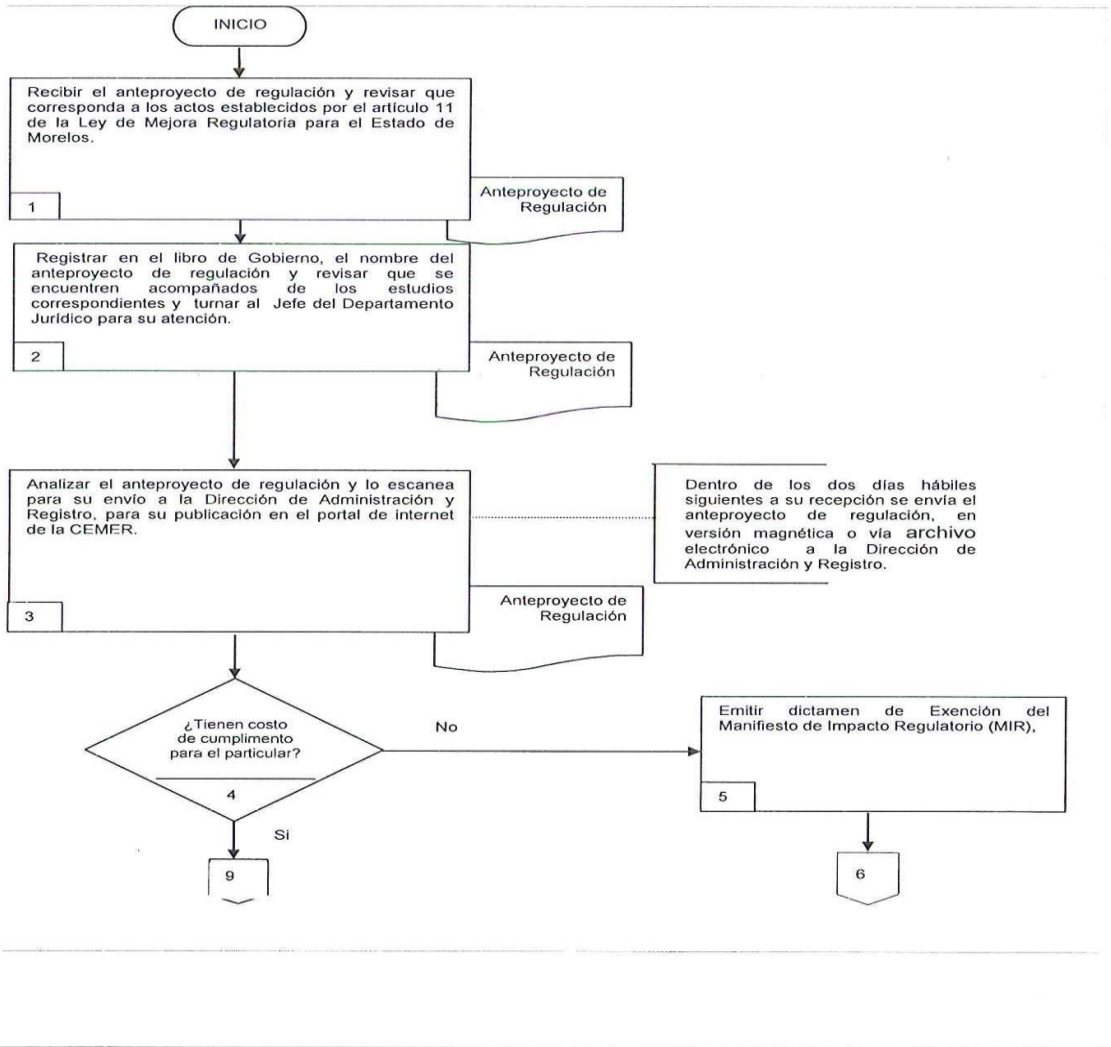 INICIO
Recibir el anteproyecto de regulación y revisar que
corresponda a los actos establecidos por el artículo 11
de la Ley de Mejora Regulatoria para el Estado de
Morelos.
1
Anteproyecto de
Regulación
Registrar en el libro de Gobierno, el nombre del
anteproyecto de regulación y revisar que se
encuentren acompañados de los estudios
correspondientes y turnar al Jefe del Departamento
Jurídico para su atención.
2
Anteproyecto de
Regulación
Analizar el anteproyecto de regulación y lo escanea
para su envío a la Dirección de Administración y
Registro, para su publicación en el portal de internet
de la CEMER.
3
Dentro de los dos días hábiles
siguientes a su recepción se envía el
anteproyecto de regulación, en
versión magnética o vía archivo
electrónico a la Dirección de
Administración y Registro.
Anteproyecto de
Regulación
¿Tienen costo
de cumplimento
para el particular?
4
No
Emitir dictamen de Exención del
Manifiesto de Impacto Regulatorio (MIR),
5
Si
9
6